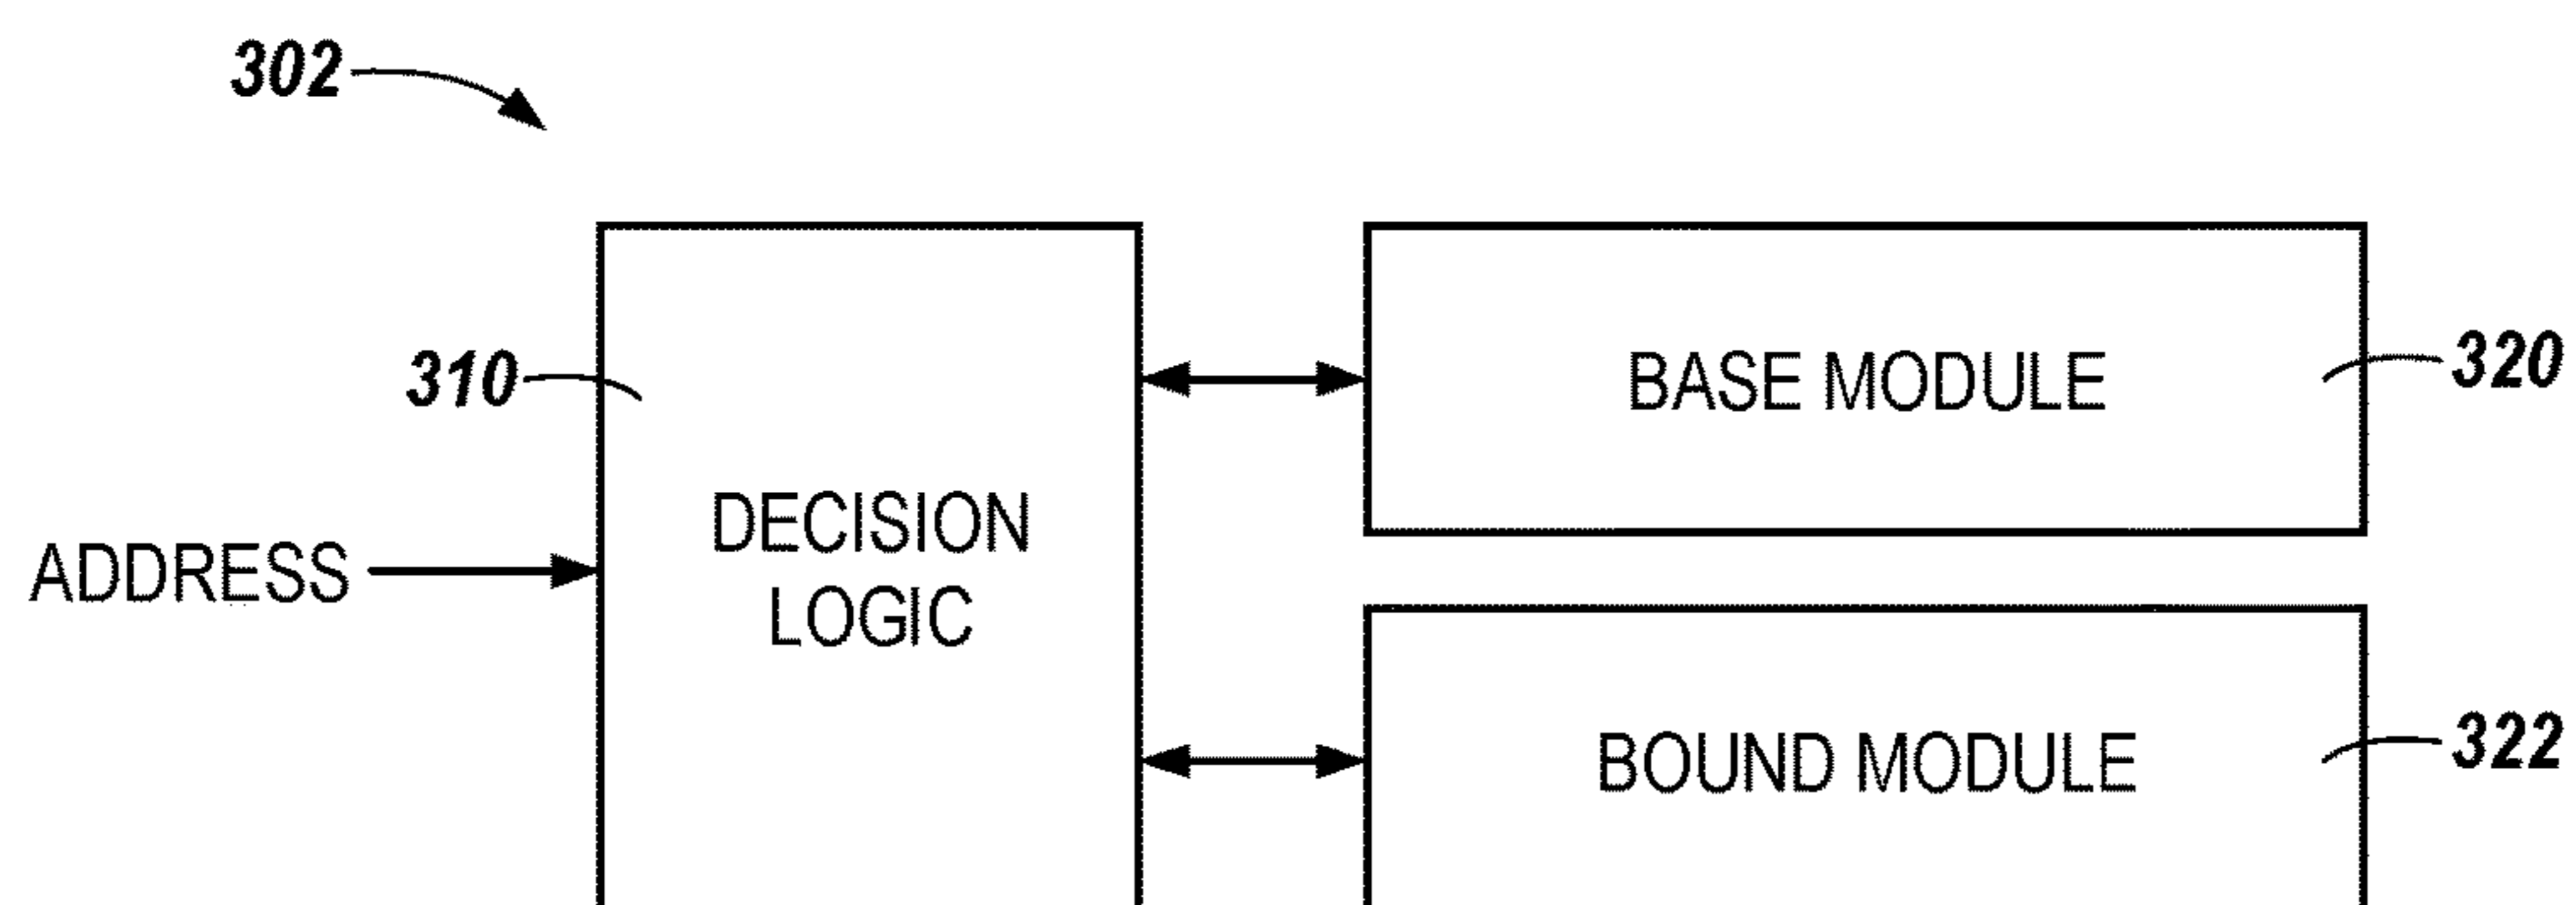 302
310
BASE MODULE
320
DECISION
LOGIC
ADDRESS
BOUND MODULE
322